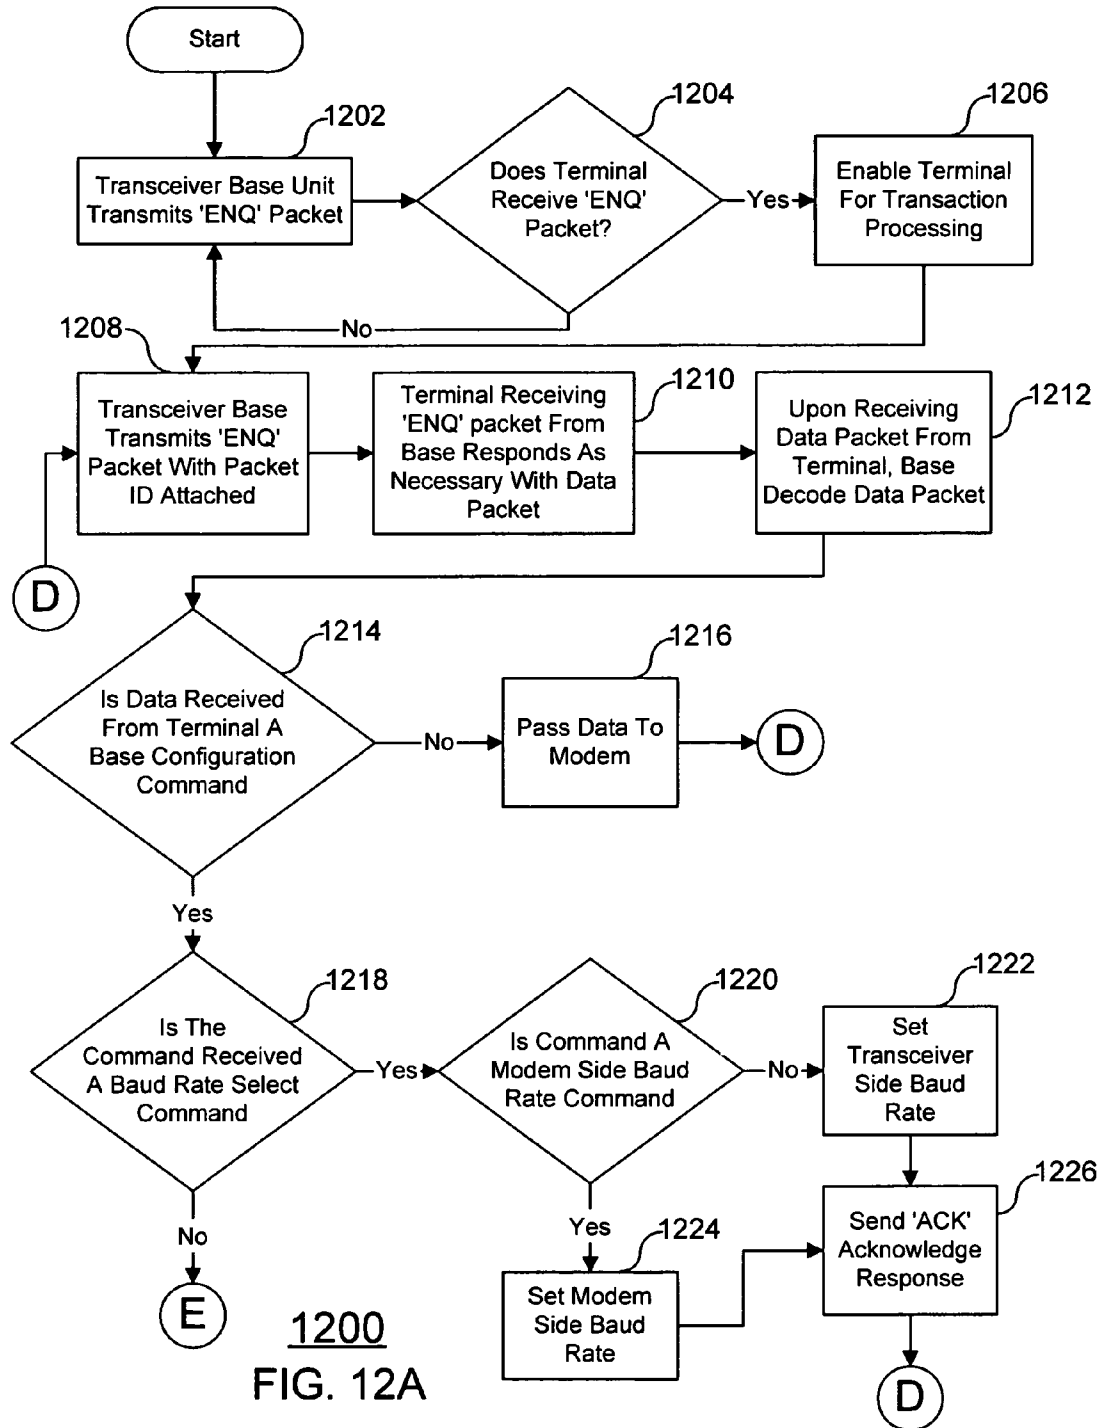 Start
1202
Transceiver Base Unit
Transmits 'ENQ' Packet
1204
Does Terminal
Receive 'ENQ'
Packet?
Yes
1206
Enable Terminal
For Transaction
Processing
No
1208
Transceiver Base
Transmits 'ENQ'
Packet With Packet
ID Attached
1210
Terminal Receiving
'ENQ' packet From
Base Responds As
Necessary With Data
Packet
1212
Upon Receiving
Data Packet From
Terminal, Base
Decode Data Packet
D
1214
Is Data Received
From Terminal A
Base Configuration
Command
No
1216
Pass Data To
Modem
D
Yes
1218
Is The
Command Received
A Baud Rate Select
Command
Yes
1220
Is Command A
Modem Side Baud
Rate Command
No
1222
Set
Transceiver
Side Baud
Rate
No
E
Yes
1224
Set Modem
Side Baud
Rate
1226
Send 'ACK'
Acknowledge
Response
D
1200
FIG. 12A